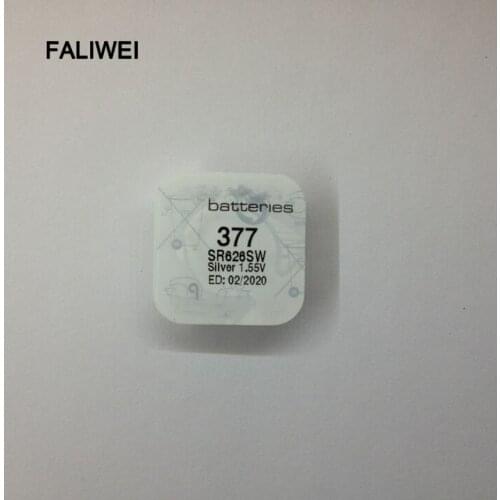 FALIWEI
batteries
377
SR626SW
Silver 1.55V
ED: 02/2020